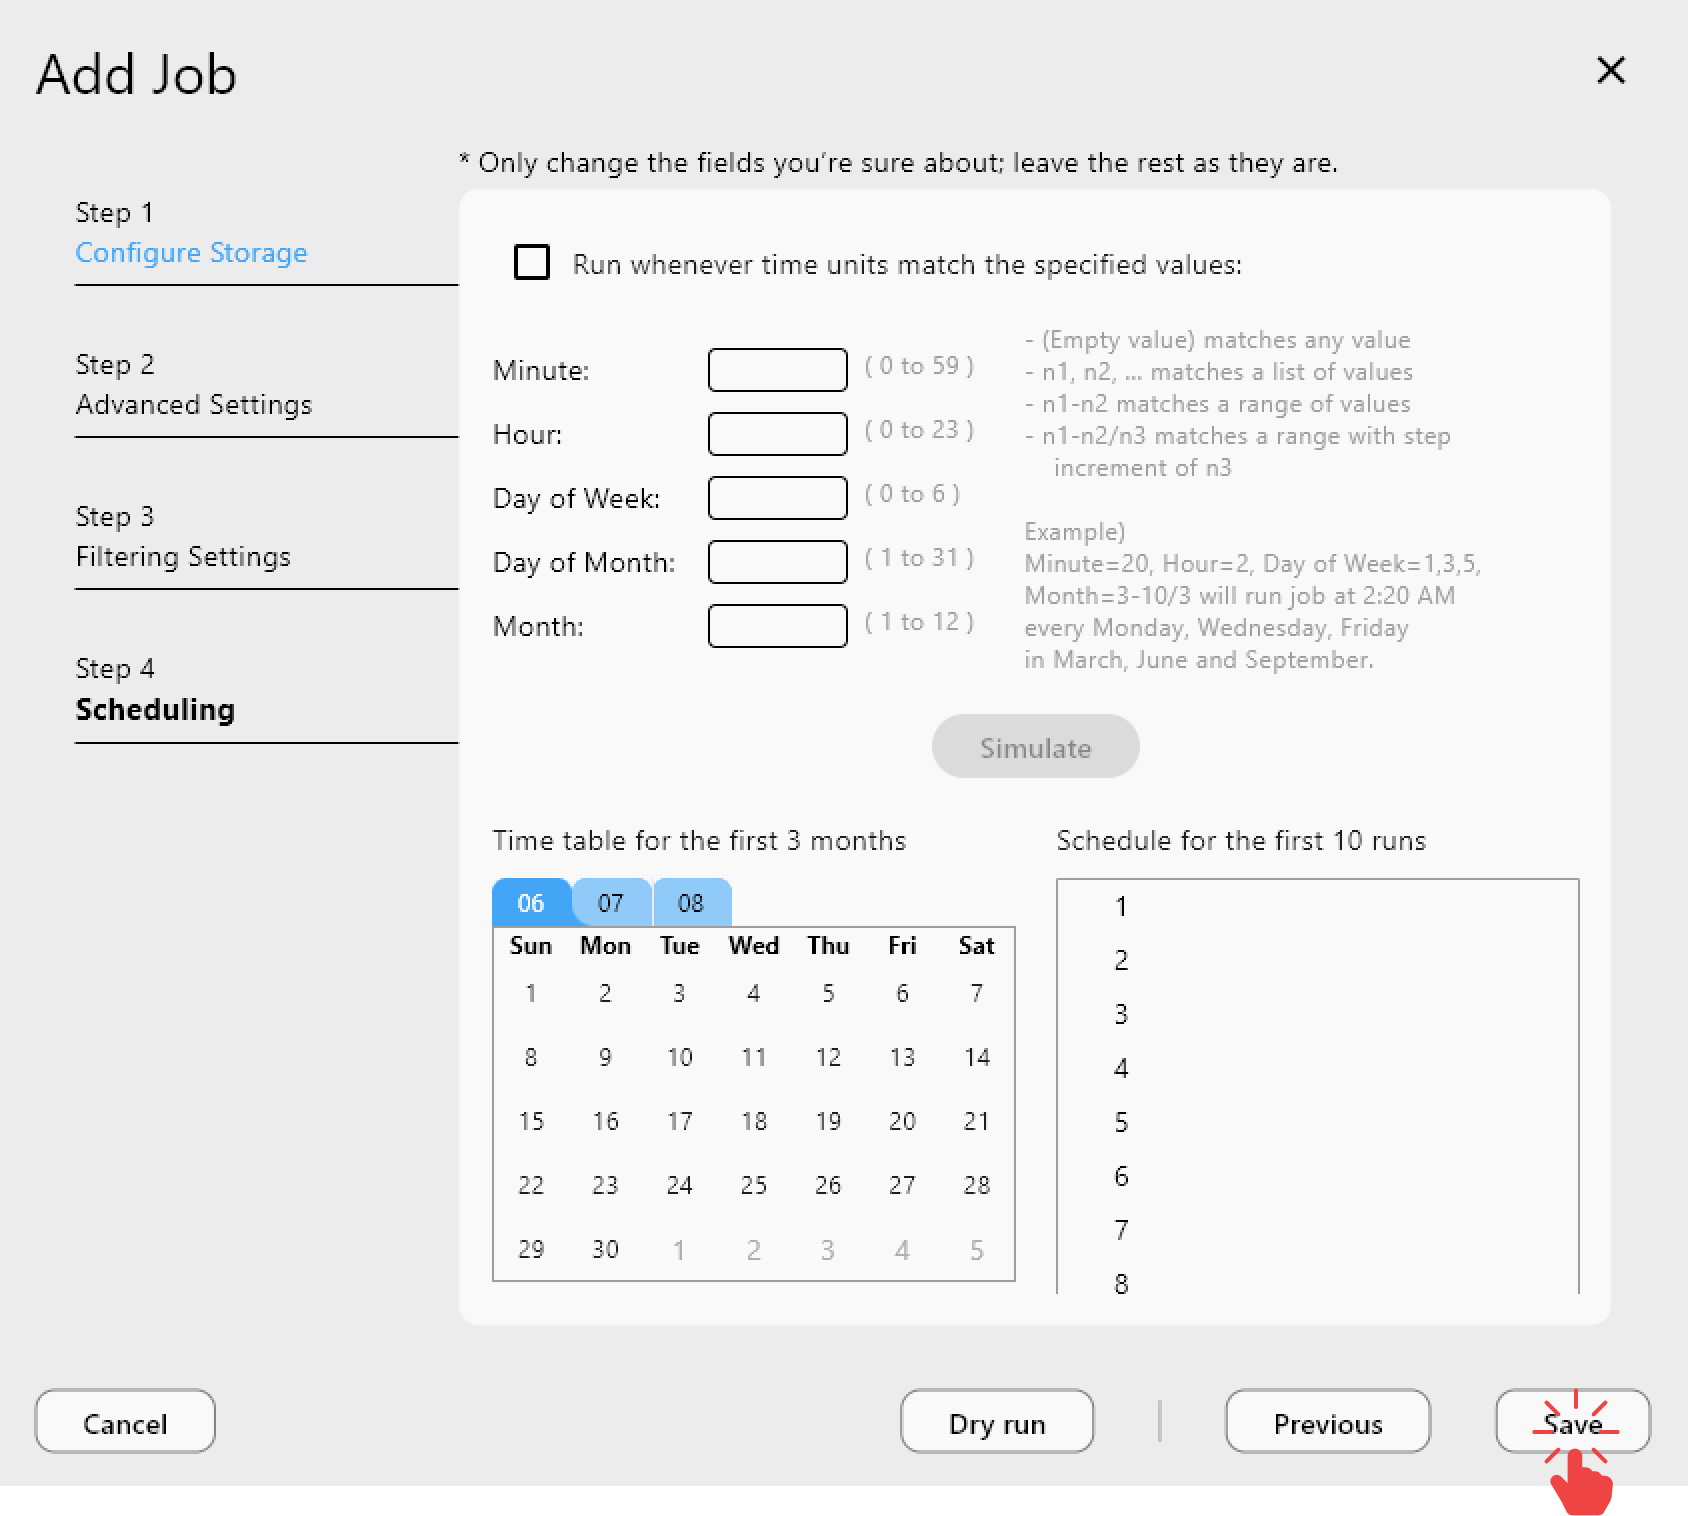 Add Job
* Only change the fields you're sure about; leave the rest as they are.
Step 1
Configure Storage
Step 2
Advanced Settings
Step 3
Filtering Settings
Step 4
Scheduling
Run whenever time units match the specified values:
Minute: ( 0 to 59 )
Hour: ( 0 to 23 )
Day of Week: ( 0 to 6 )
Day of Month: ( 1 to 31 )
Month: ( 1 to 12 )
- (Empty value) matches any value
- n1, n2, ... matches a list of values
- n1-n2 matches a range of values
- n1-n2/n3 matches a range with step
increment of n3
Example)
Minute=20, Hour=2, Day of Week=1,3,5,
Month=3-10/3 will run job at 2:20 AM
every Monday, Wednesday, Friday
in March, June and September.
Simulate
Time table for the first 3 months
06 07 08
Sun Mon Tue Wed Thu Fri Sat
1 2 3 4 5 6 7
8 9 10 11 12 13 14
15 16 17 18 19 20 21
22 23 24 25 26 27 28
29 30 1 2 3 4 5
Schedule for the first 10 runs
1
2
3
4
5
6
7
8
Cancel Dry run Previous Save